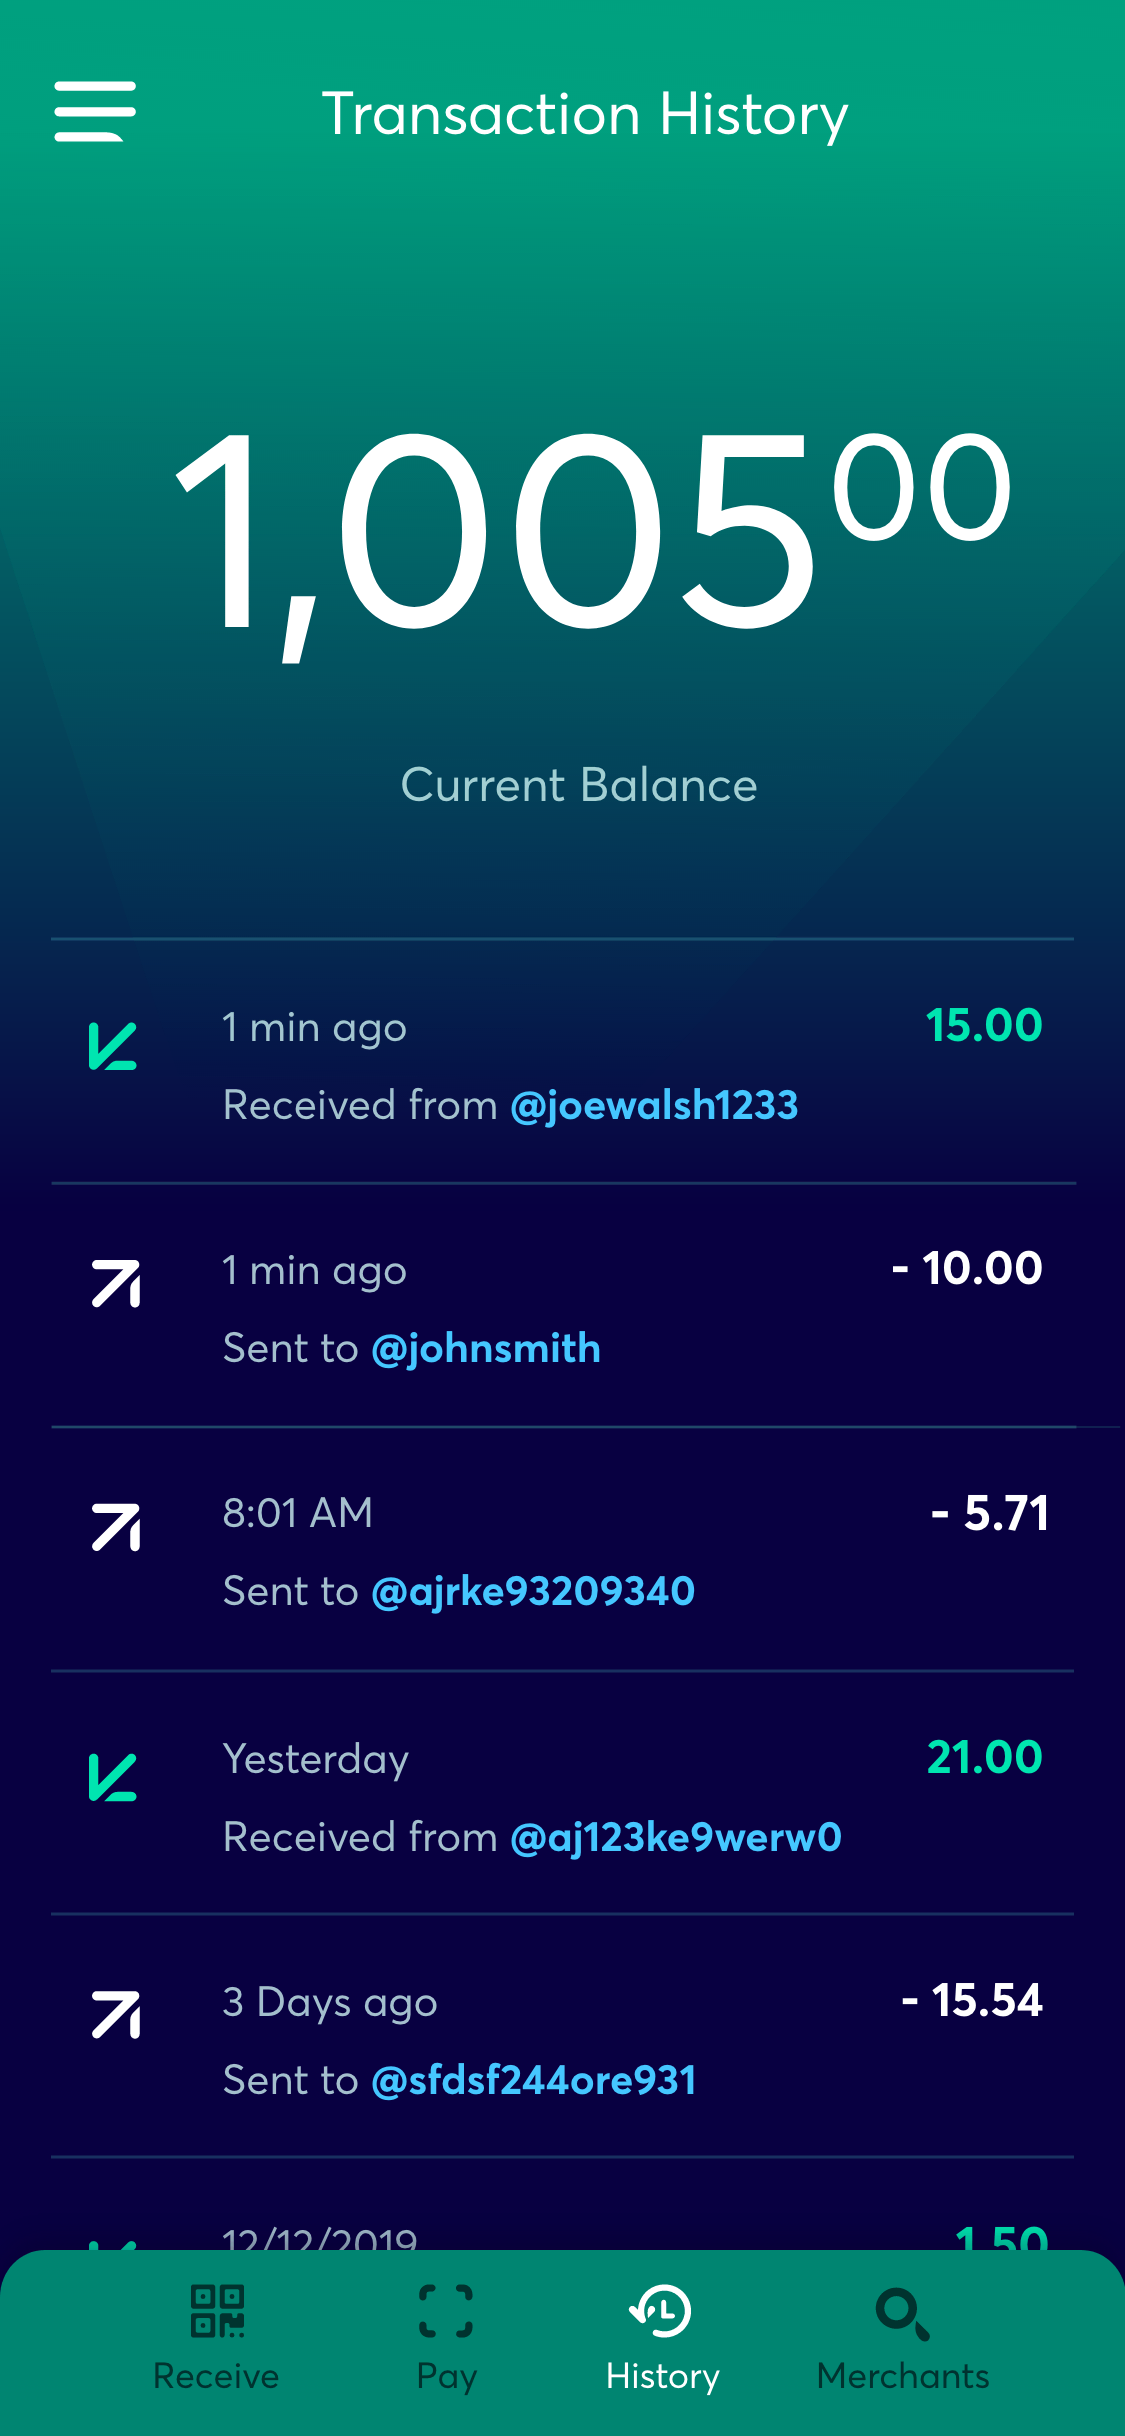 Transaction History
1,00500
Current Balance
1 min ago 15.00
Received from @joewalsh1233
1 min ago - 10.00
Sent to @johnsmith
8:01 AM - 5.71
Sent to @ajrke93209340
Yesterday 21.00
Received from @aj123ke9werw0
3 Days ago - 15.54
Sent to @sfdsf244ore931
12/12/2019 1.50
Receive Pay History Merchants